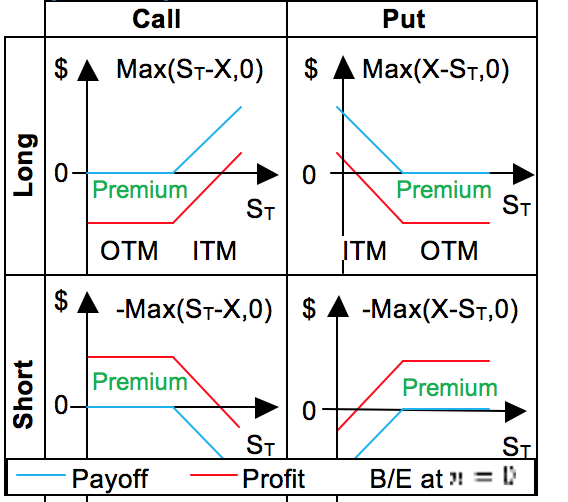 Call Put
Long
$ Max(ST-X,0)
0
Premium
ST
OTM ITM
$ Max(X-ST,0)
0
Premium
ST
ITM OTM
Short
$ -Max(ST-X,0)
Premium
0
ST
$ -Max(X-ST,0)
Premium
0
ST
Payoff Profit B/E at